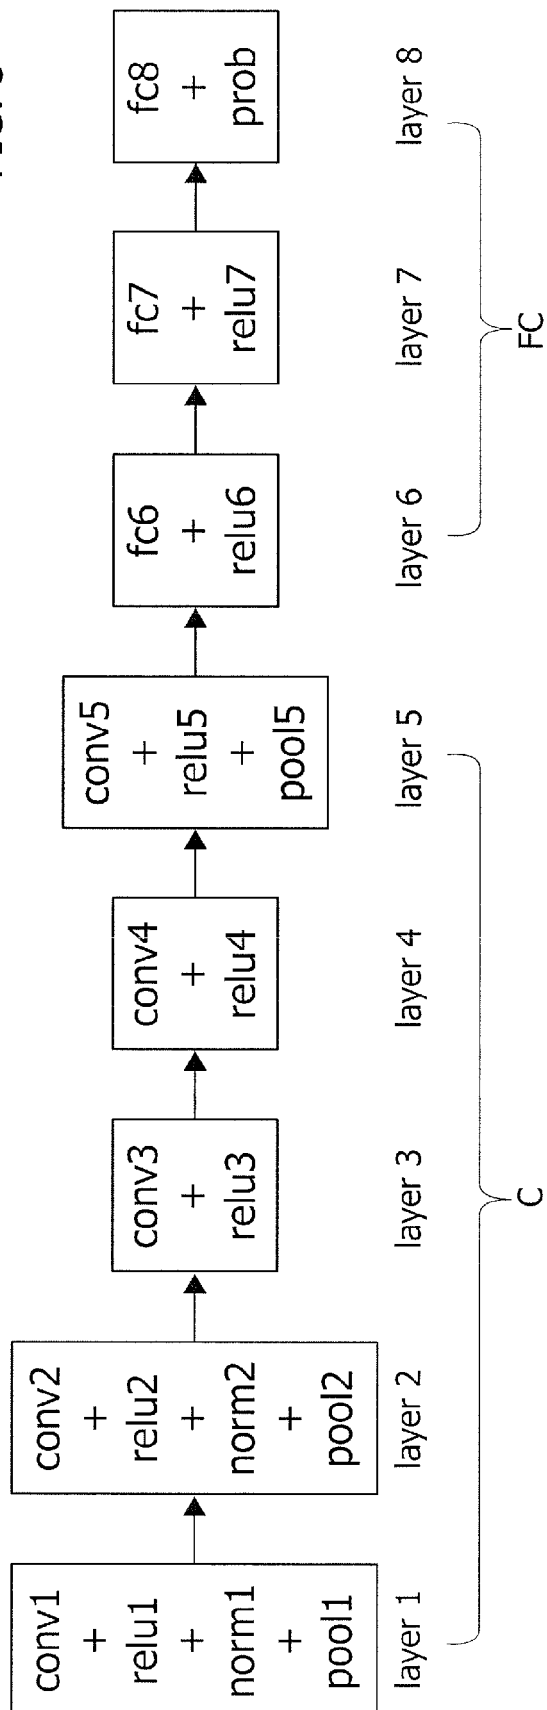 conv1
+
relu1
+
norm1
+
pool1
layer 1
conv2
+
relu2
+
norm2
+
pool2
layer 2
conv3
+
relu3
layer 3
conv4
+
relu4
layer 4
conv5
+
relu5
+
pool5
layer 5
C
fc6
+
relu6
layer 6
fc7
+
relu7
layer 7
fc8
+
prob
layer 8
FC